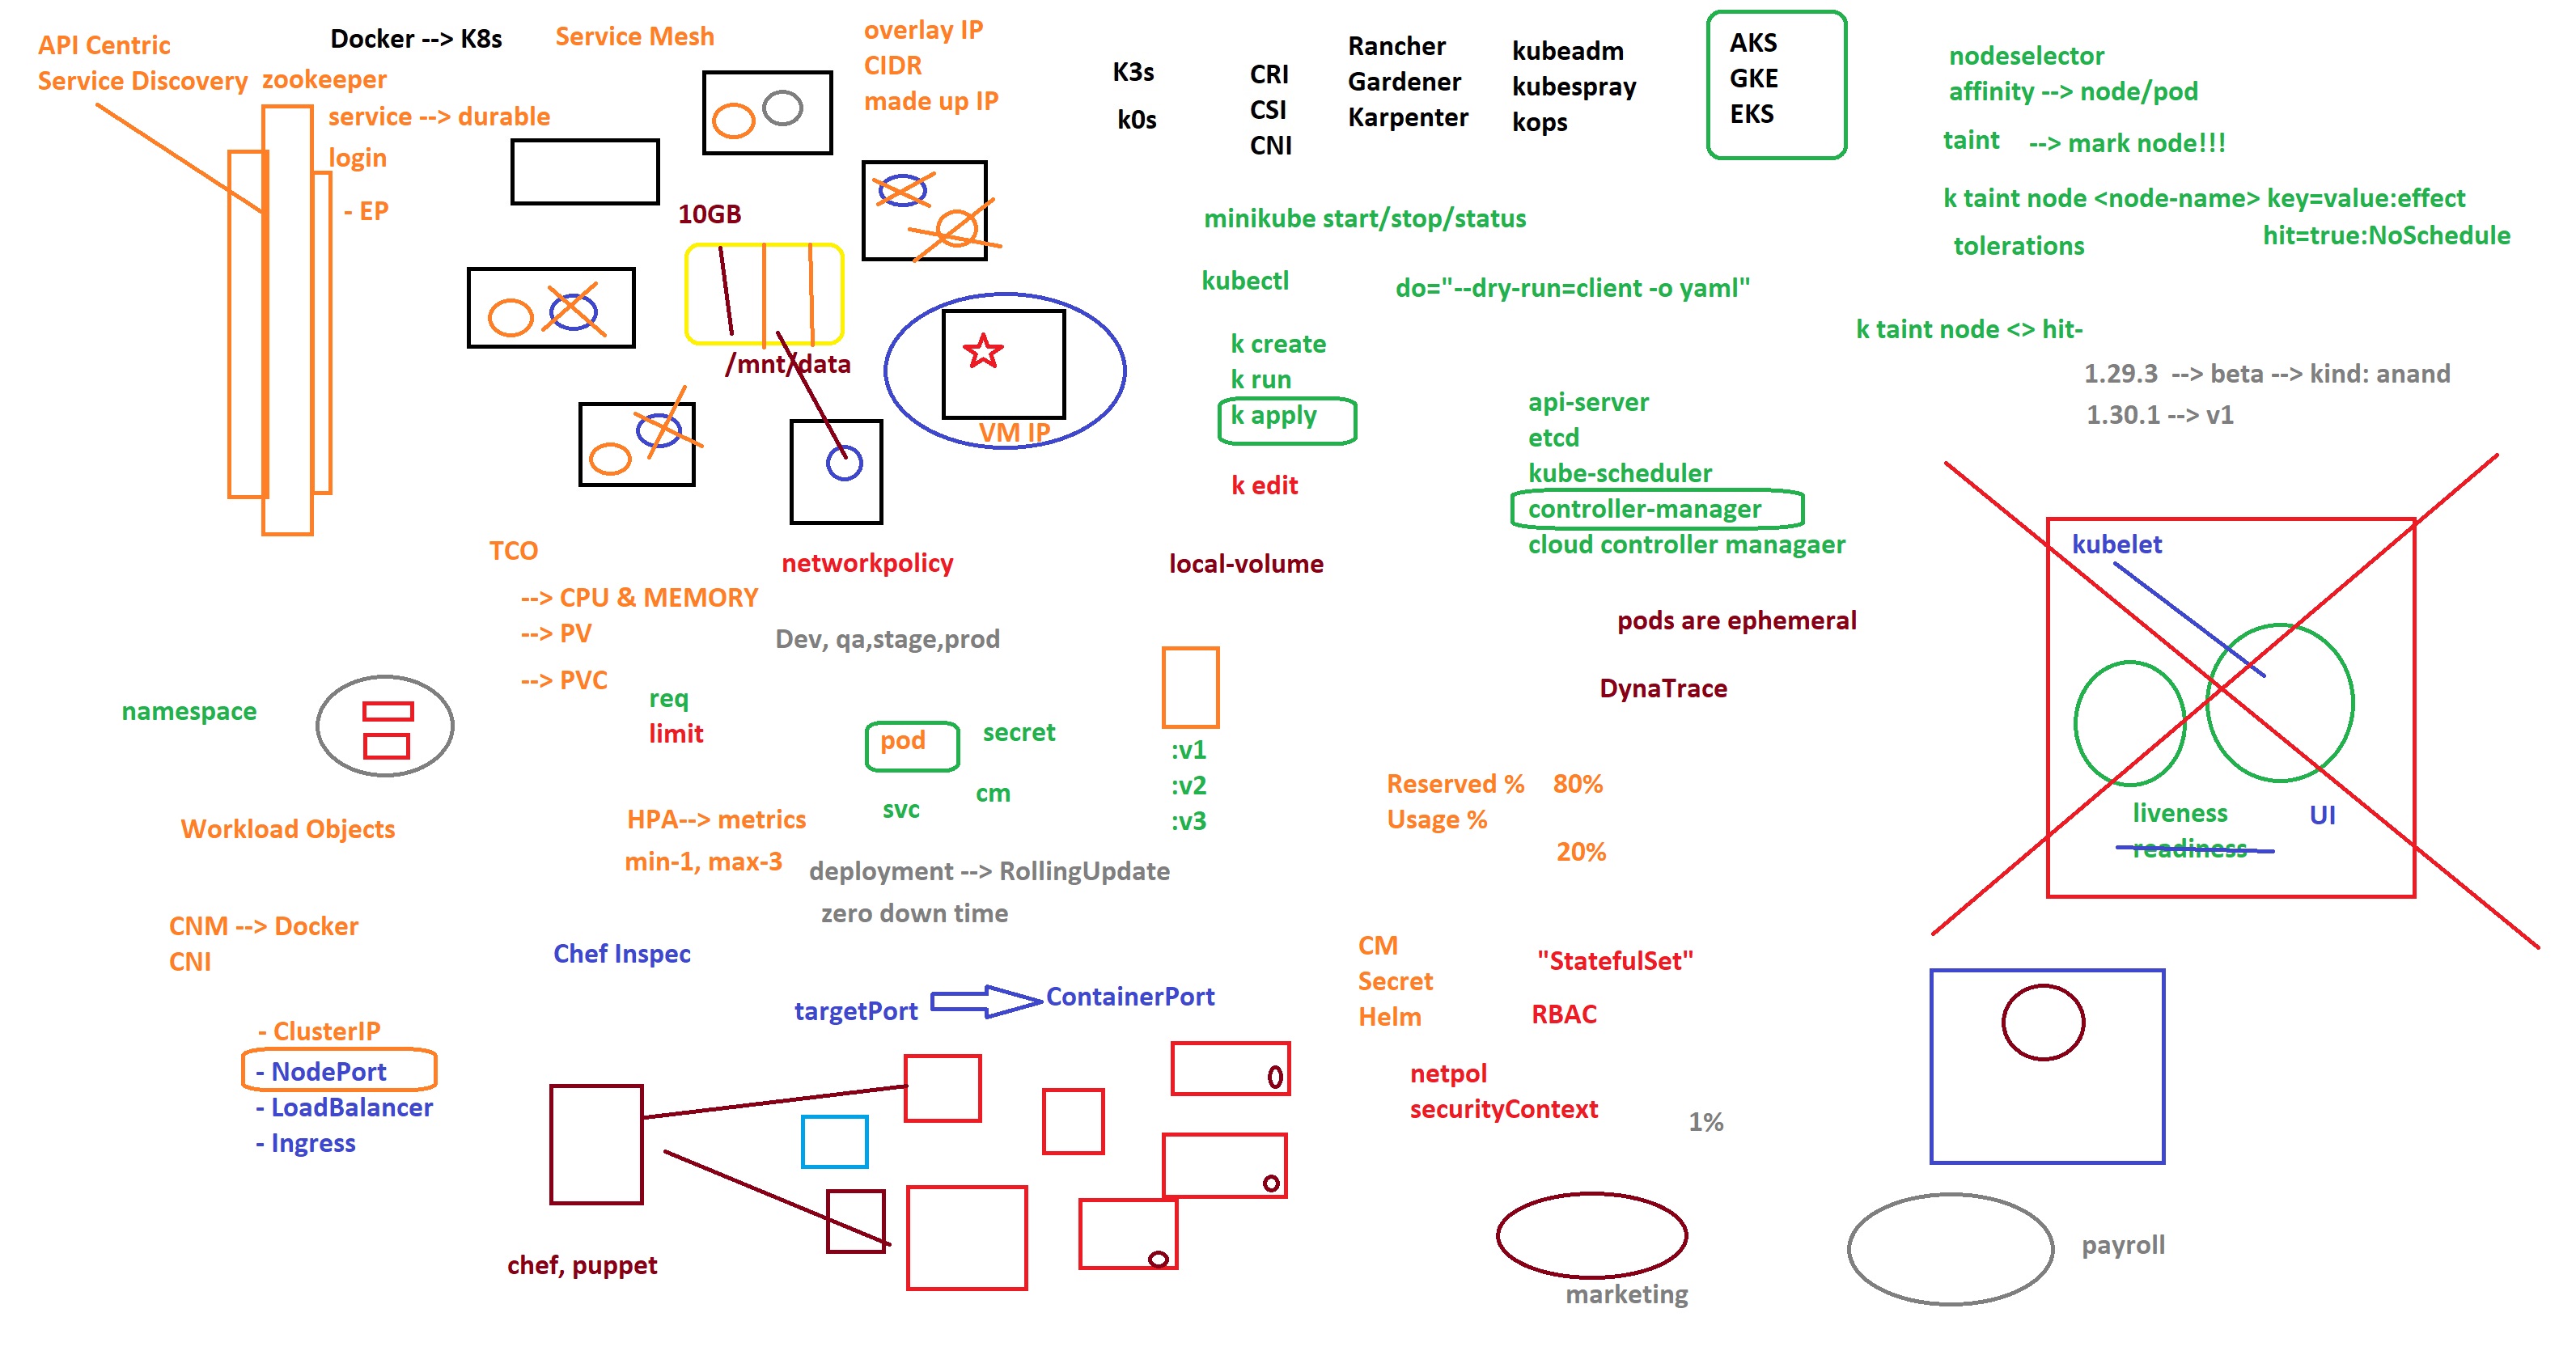 API Centric
Service Discovery
zookeeper
service --> durable
login
- EP
Docker --> K8s
Service Mesh
overlay IP
CIDR
made up IP
10GB
/mnt/data
VM IP
K3s
k0s
CRI
CSI
CNI
Rancher
Gardener
Karpenter
kubeadm
kubespray
kops
AKS
GKE
EKS
nodeselector
affinity --> node/pod
taint --> mark node!!!
k taint node <node-name> key=value:effect
hit=true:NoSchedule
tolerations
k taint node <> hit-
1.29.3 --> beta --> kind: anand
1.30.1 --> v1
minikube start/stop/status
kubectl
do="--dry-run=client -o yaml"
k create
k run
k apply
k edit
api-server
etcd
kube-scheduler
controller-manager
cloud controller managaer
TCO
--> CPU & MEMORY
--> PV
--> PVC
networkpolicy
local-volume
Dev, qa,stage,prod
pods are ephemeral
DynaTrace
kubelet
liveness
readiness
UI
namespace
req
limit
pod
secret
svc
cm
:v1
:v2
:v3
Reserved % 80%
Usage %
20%
Workload Objects
HPA--> metrics
min-1, max-3
deployment --> RollingUpdate
zero down time
CNM --> Docker
CNI
Chef Inspec
targetPort
ContainerPort
CM
Secret
Helm
"StatefulSet"
RBAC
netpol
securityContext
1%
- ClusterIP
- NodePort
- LoadBalancer
- Ingress
chef, puppet
marketing
payroll